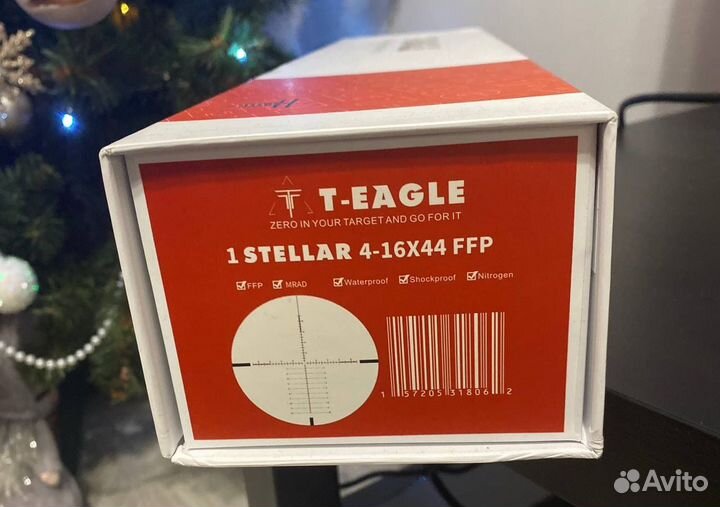 T-EAGLE
ZERO IN YOUR TARGET AND GO FOR IT
1 STELLAR 4-16X44 FFP
FFP MRAD Waterproof Shockproof Nitrogen
1 57205 31806 2
Avito